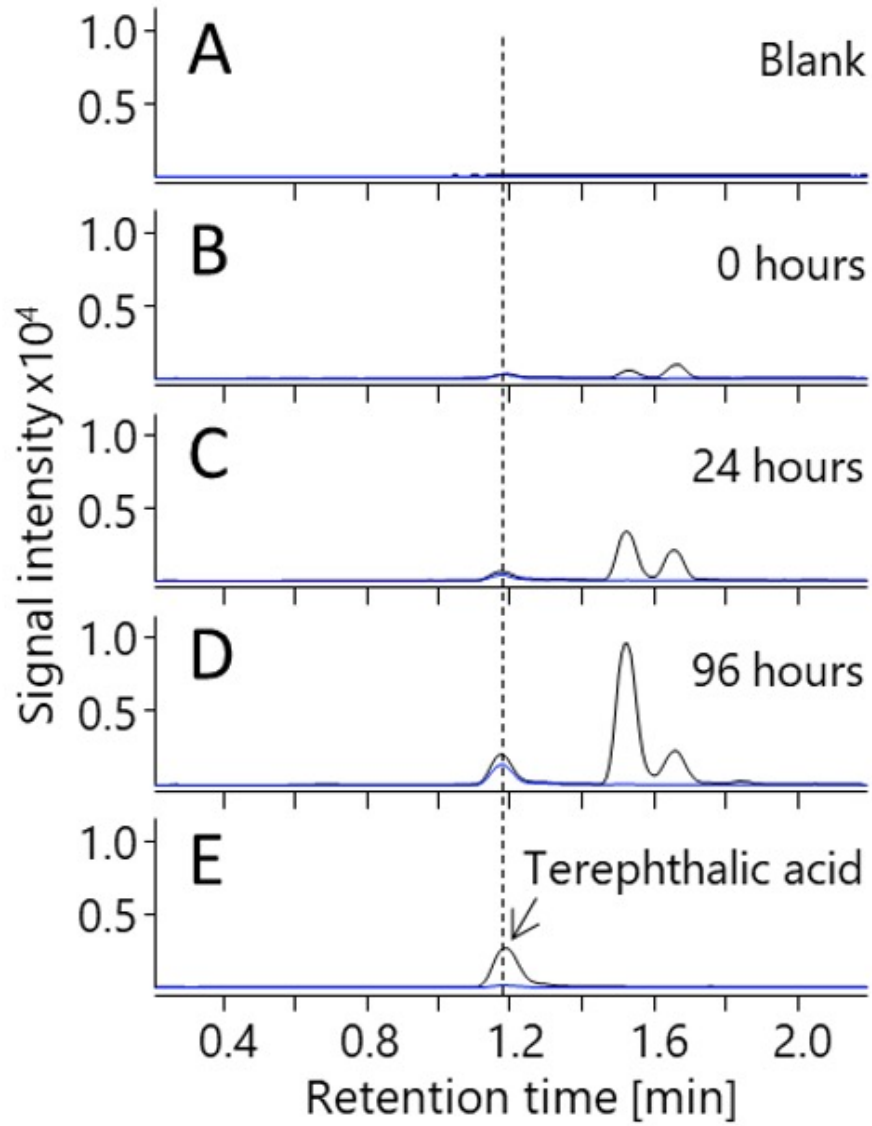 A
Blank
1.0
0.5
B
0 hours
1.0
0.5
C
24 hours
1.0
0.5
D
96 hours
1.0
0.5
E
Terephthalic acid
1.0
0.5
Signal intensity x10⁴
0.4 0.8 1.2 1.6 2.0
Retention time [min]